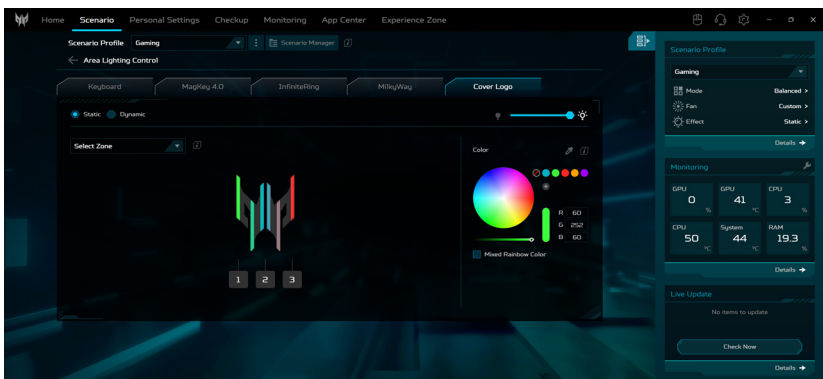 Home Scenario Personal Settings Checkup Monitoring App Center Experience Zone
Scenario Profile Gaming Scenario Manager
Area Lighting Control
Keyboard MagKey 4.0 InfiniteRing MilkyWay Cover Logo
Static Dynamic
Select Zone
Color
R 60
G 252
B 60
Mixed Rainbow Color
1 2 3
Scenario Profile
Gaming
Mode Balanced >
Fan Custom >
Effect Static >
Details →
Monitoring
GPU GPU CPU
0 % 41 °C 3 %
CPU System RAM
50 °C 44 °C 19.3 %
Details →
Live Update
No items to update
Check Now
Details →